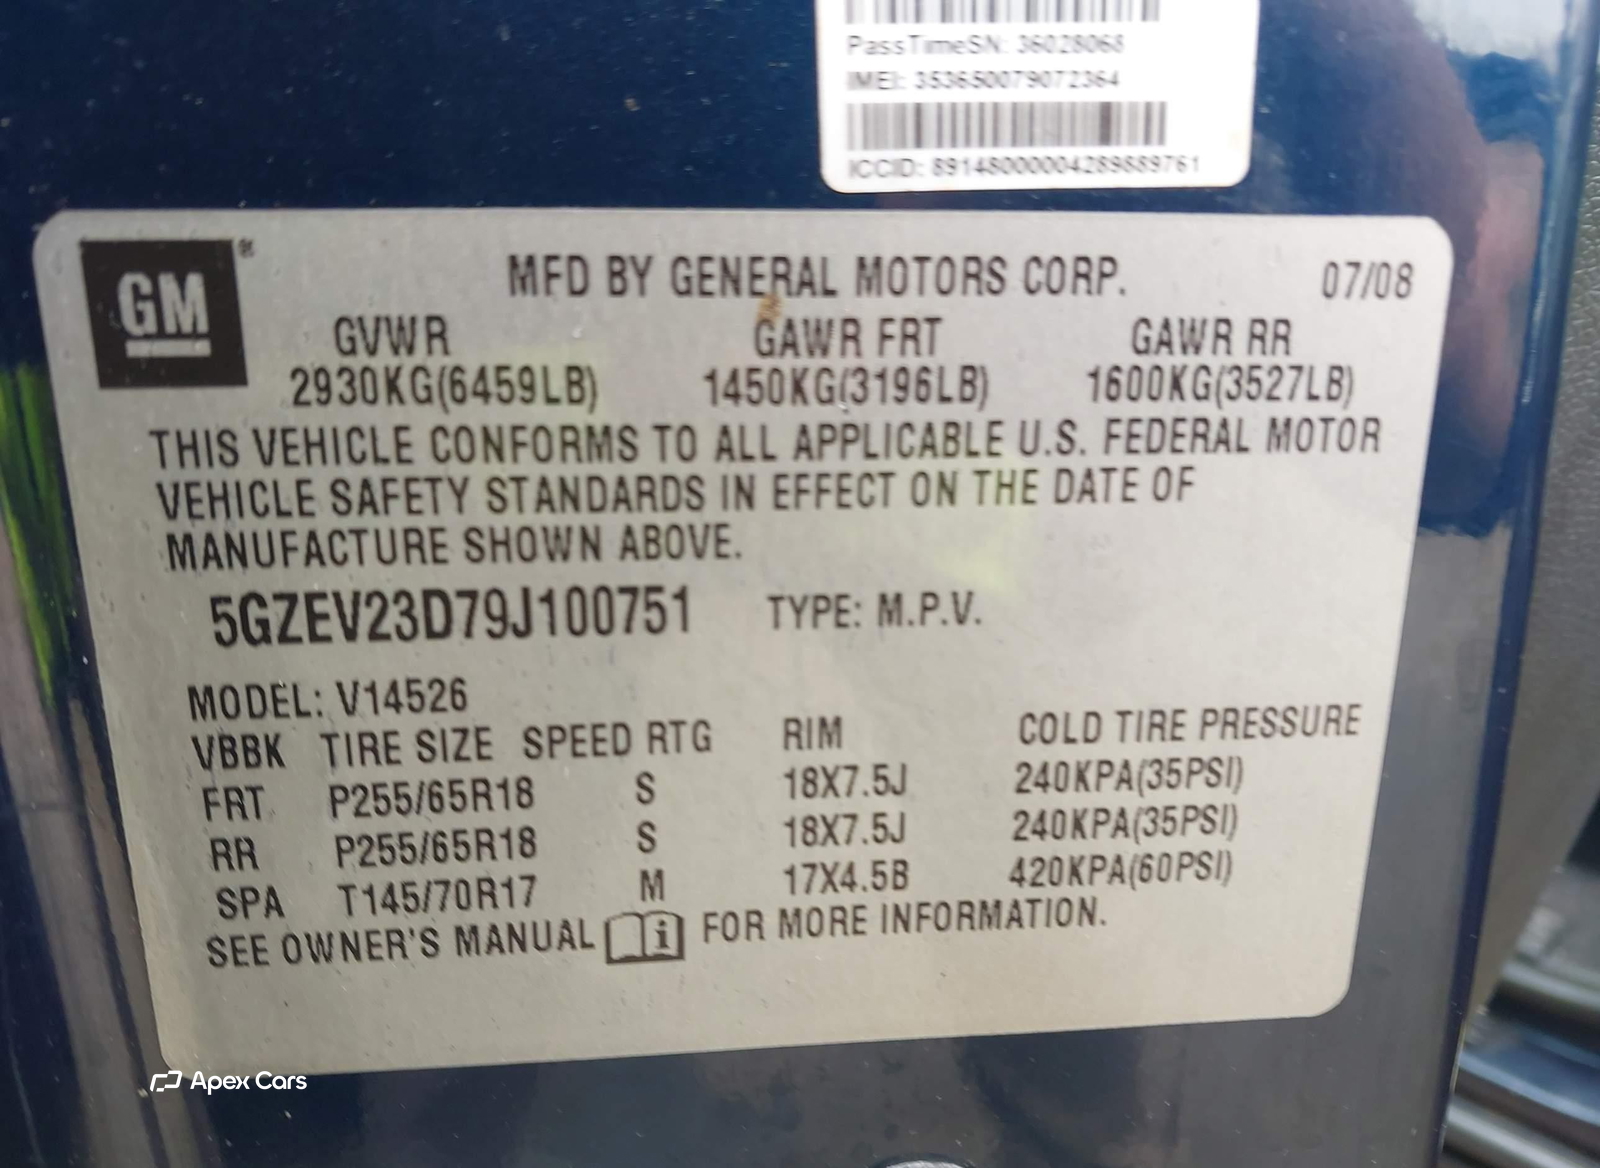 PassTimeSN: 36028068
IMEI: 353650079072364
ICCID: 89148000004289889761
GM®
MFD BY GENERAL MOTORS CORP. 07/08
GVWR GAWR FRT GAWR RR
2930KG(6459LB) 1450KG(3196LB) 1600KG(3527LB)
THIS VEHICLE CONFORMS TO ALL APPLICABLE U.S. FEDERAL MOTOR
VEHICLE SAFETY STANDARDS IN EFFECT ON THE DATE OF
MANUFACTURE SHOWN ABOVE.
5GZEV23D79J100751 TYPE: M.P.V.
MODEL: V14526
VBBK TIRE SIZE SPEED RTG RIM COLD TIRE PRESSURE
FRT P255/65R18 S 18X7.5J 240KPA(35PSI)
RR P255/65R18 S 18X7.5J 240KPA(35PSI)
SPA T145/70R17 M 17X4.5B 420KPA(60PSI)
SEE OWNER'S MANUAL i FOR MORE INFORMATION.
Apex Cars